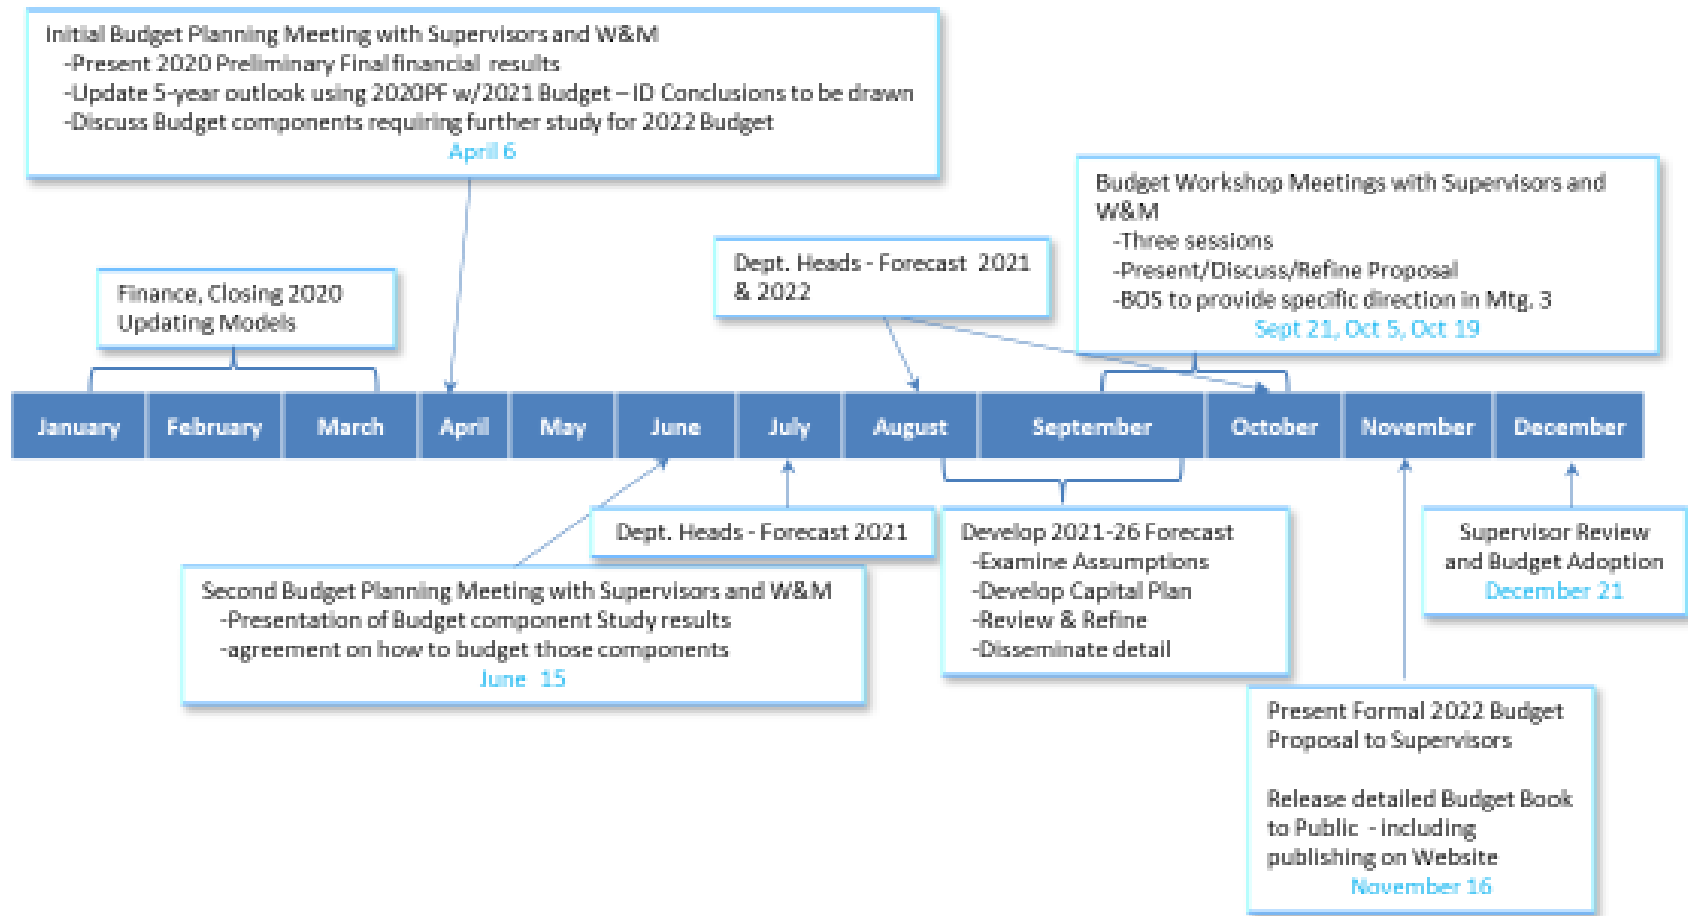 Initial Budget Planning Meeting with Supervisors and W&M
-Present 2020 Preliminary Final financial results
-Update 5-year outlook using 2020PF w/2021 Budget – ID Conclusions to be drawn
-Discuss Budget components requiring further study for 2022 Budget
April 6
Budget Workshop Meetings with Supervisors and
W&M
-Three sessions
-Present/Discuss/Refine Proposal
-BOS to provide specific direction in Mtg. 3
Sept 21, Oct 5, Oct 19
Dept. Heads - Forecast 2021
& 2022
Finance, Closing 2020
Updating Models
January
February
March
April
May
June
July
August
September
October
November
December
Dept. Heads - Forecast 2021
Second Budget Planning Meeting with Supervisors and W&M
-Presentation of Budget component Study results
-agreement on how to budget those components
June 15
Develop 2021-26 Forecast
-Examine Assumptions
-Develop Capital Plan
-Review & Refine
-Disseminate detail
Supervisor Review
and Budget Adoption
December 21
Present Formal 2022 Budget
Proposal to Supervisors
Release detailed Budget Book
to Public - including
publishing on Website
November 16